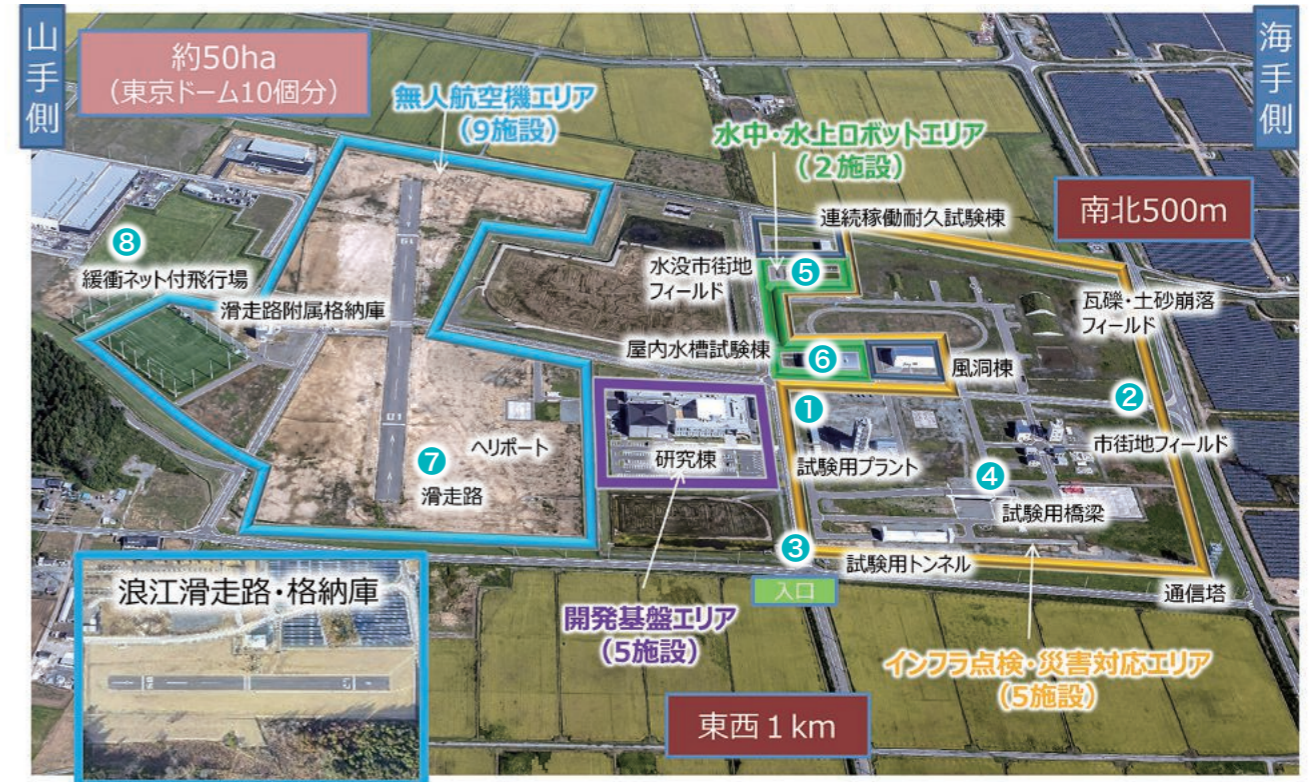 山手側
約50ha
（東京ドーム10個分）
無人航空機エリア
（9施設）
水中・水上ロボットエリア
（２施設）
海手側
南北500m
連続稼働耐久試験棟
8
緩衝ネット付飛行場
滑走路附属格納庫
水没市街地
フィールド
5
瓦礫・土砂崩落
フィールド
屋内水槽試験棟
6
風洞棟
1
試験用プラント
2
市街地フィールド
ヘリポート
7
滑走路
研究棟
4
試験用橋梁
3
試験用トンネル
入口
通信塔
浪江滑走路・格納庫
開発基盤エリア
（5施設）
インフラ点検・災害対応エリア
（5施設）
東西１km